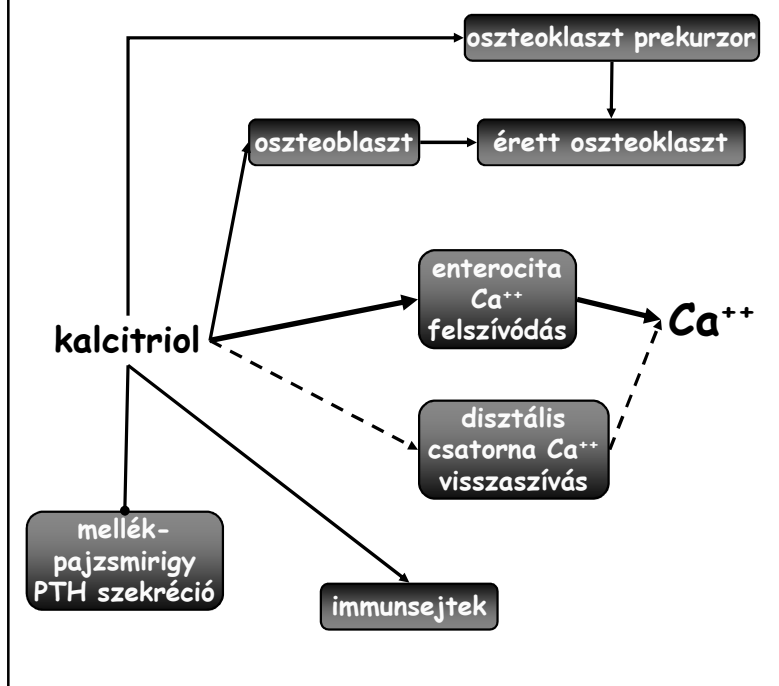 oszteoklaszt prekurzor
oszteoblaszt
érett oszteoklaszt
enterocita
Ca⁺⁺
felszívódás
Ca⁺⁺
kalcitriol
disztális
csatorna Ca⁺⁺
visszaszívás
mellék-
pajzsmirigy
PTH szekréció
immunsejtek